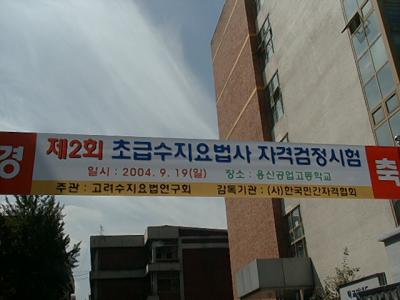 경 축
제2회 초급수지요법사 자격검정시험
일시 : 2004. 9. 19(일) 장소 : 용산공업고등학교
주관 : 고려수지요법연구회 감독기관 : (사)한국민간자격협회